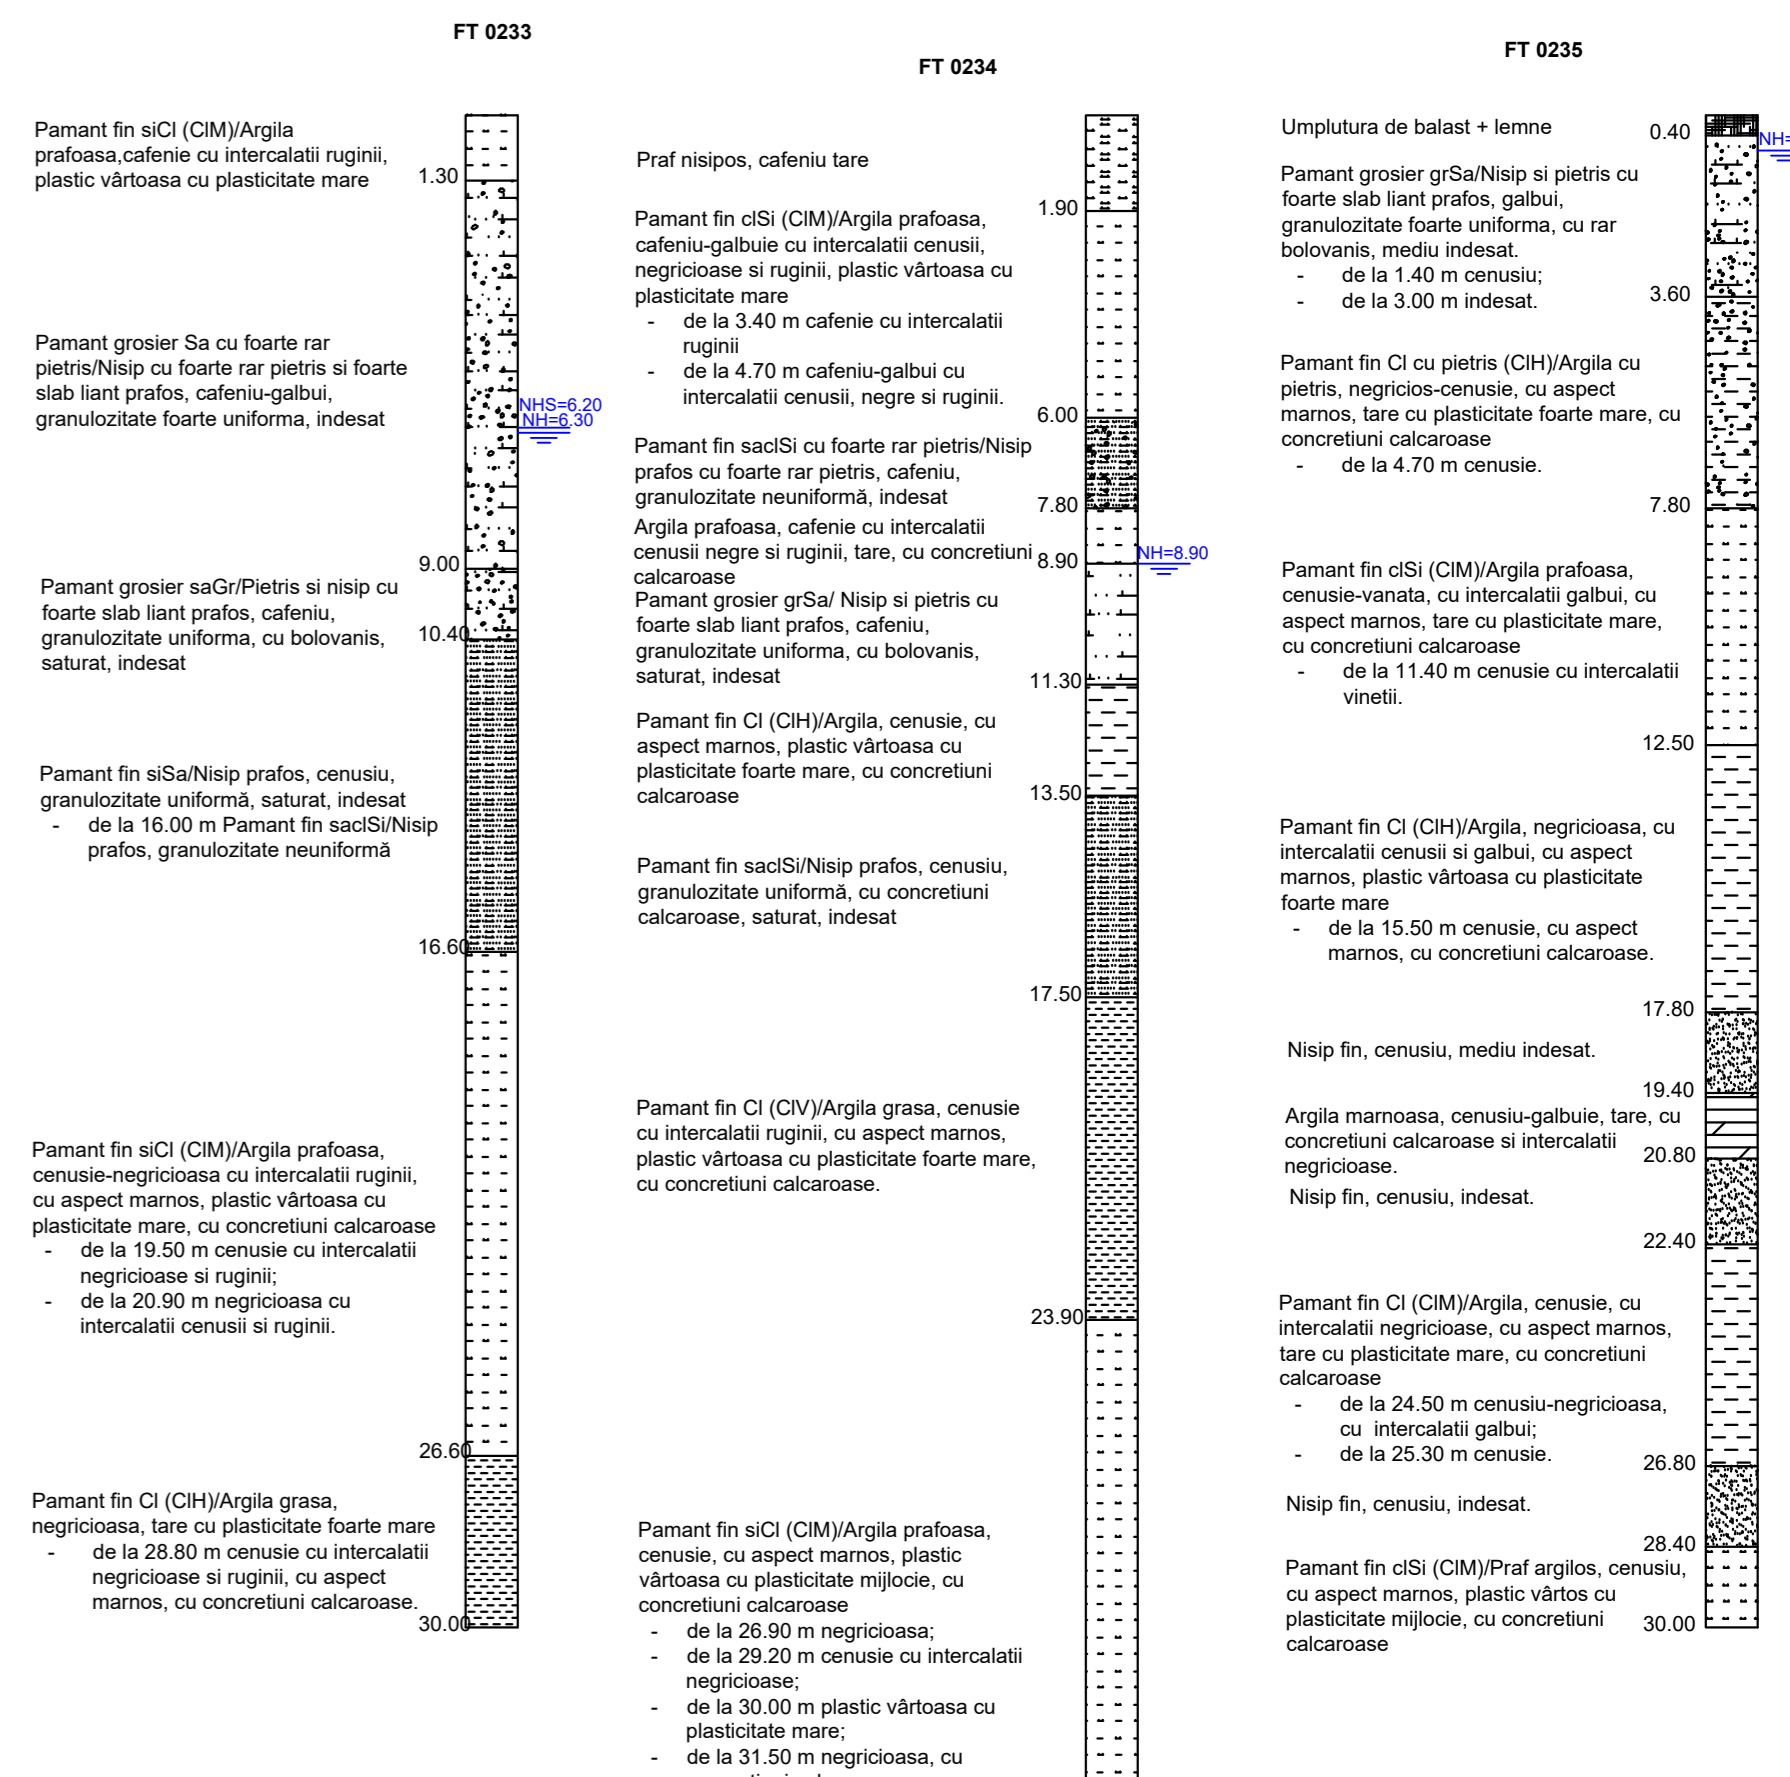 FT 0233
Pamant fin siCl (ClM)/Argila
prafoasa,cafenie cu intercalatii ruginii,
plastic vârtoasa cu plasticitate mare
1.30
Pamant grosier Sa cu foarte rar
pietris/Nisip cu foarte rar pietris si foarte
slab liant prafos, cafeniu-galbui,
granulozitate foarte uniforma, indesat
NHS=6.20
NH=6.30
9.00
Pamant grosier saGr/Pietris si nisip cu
foarte slab liant prafos, cafeniu,
granulozitate uniforma, cu bolovanis,
saturat, indesat
10.40
Pamant fin siSa/Nisip prafos, cenusiu,
granulozitate uniformă, saturat, indesat
- de la 16.00 m Pamant fin saclSi/Nisip
prafos, granulozitate neuniformă
16.60
Pamant fin siCl (ClM)/Argila prafoasa,
cenusie-negricioasa cu intercalatii ruginii,
cu aspect marnos, plastic vârtoasa cu
plasticitate mare, cu concretiuni calcaroase
- de la 19.50 m cenusie cu intercalatii
negricioase si ruginii;
- de la 20.90 m negricioasa cu
intercalatii cenusii si ruginii.
26.60
Pamant fin Cl (ClH)/Argila grasa,
negricioasa, tare cu plasticitate foarte mare
- de la 28.80 m cenusie cu intercalatii
negricioase si ruginii, cu aspect
marnos, cu concretiuni calcaroase.
30.00
FT 0234
Praf nisipos, cafeniu tare
1.90
Pamant fin clSi (ClM)/Argila prafoasa,
cafeniu-galbuie cu intercalatii cenusii,
negricioase si ruginii, plastic vârtoasa cu
plasticitate mare
- de la 3.40 m cafenie cu intercalatii
ruginii
- de la 4.70 m cafeniu-galbui cu
intercalatii cenusii, negre si ruginii.
6.00
Pamant fin saclSi cu foarte rar pietris/Nisip
prafos cu foarte rar pietris, cafeniu,
granulozitate neuniformă, indesat
7.80
Argila prafoasa, cafenie cu intercalatii
cenusii negre si ruginii, tare, cu concretiuni
calcaroase
8.90
NH=8.90
Pamant grosier grSa/ Nisip si pietris cu
foarte slab liant prafos, cafeniu,
granulozitate uniforma, cu bolovanis,
saturat, indesat
11.30
Pamant fin Cl (ClH)/Argila, cenusie, cu
aspect marnos, plastic vârtoasa cu
plasticitate foarte mare, cu concretiuni
calcaroase
13.50
Pamant fin saclSi/Nisip prafos, cenusiu,
granulozitate uniformă, cu concretiuni
calcaroase, saturat, indesat
17.50
Pamant fin Cl (ClV)/Argila grasa, cenusie
cu intercalatii ruginii, cu aspect marnos,
plastic vârtoasa cu plasticitate foarte mare,
cu concretiuni calcaroase.
23.90
Pamant fin siCl (ClM)/Argila prafoasa,
cenusie, cu aspect marnos, plastic
vârtoasa cu plasticitate mijlocie, cu
concretiuni calcaroase
- de la 26.90 m negricioasa;
- de la 29.20 m cenusie cu intercalatii
negricioase;
- de la 30.00 m plastic vârtoasa cu
plasticitate mare;
- de la 31.50 m negricioasa, cu
FT 0235
Umplutura de balast + lemne
0.40
NH=
Pamant grosier grSa/Nisip si pietris cu
foarte slab liant prafos, galbui,
granulozitate foarte uniforma, cu rar
bolovanis, mediu indesat.
- de la 1.40 m cenusiu;
- de la 3.00 m indesat.
3.60
Pamant fin Cl cu pietris (ClH)/Argila cu
pietris, negricios-cenusie, cu aspect
marnos, tare cu plasticitate foarte mare, cu
concretiuni calcaroase
- de la 4.70 cenusie.
7.80
Pamant fin clSi (ClM)/Argila prafoasa,
cenusie-vanata, cu intercalatii galbui, cu
aspect marnos, tare cu plasticitate mare,
cu concretiuni calcaroase
- de la 11.40 m cenusie cu intercalatii
vinetii.
12.50
Pamant fin Cl (ClH)/Argila, negricioasa, cu
intercalatii cenusii si galbui, cu aspect
marnos, plastic vârtoasa cu plasticitate
foarte mare
- de la 15.50 m cenusie, cu aspect
marnos, cu concretiuni calcaroase.
17.80
Nisip fin, cenusiu, mediu indesat.
19.40
Argila marnoasa, cenusiu-galbuie, tare, cu
concretiuni calcaroase si intercalatii
negricioase.
20.80
Nisip fin, cenusiu, indesat.
22.40
Pamant fin Cl (ClM)/Argila, cenusie, cu
intercalatii negricioase, cu aspect marnos,
tare cu plasticitate mare, cu concretiuni
calcaroase
- de la 24.50 m cenusiu-negricioasa,
cu intercalatii galbui;
- de la 25.30 m cenusie.
26.80
Nisip fin, cenusiu, indesat.
28.40
Pamant fin clSi (ClM)/Praf argilos, cenusiu,
cu aspect marnos, plastic vârtos cu
plasticitate mijlocie, cu concretiuni
calcaroase
30.00